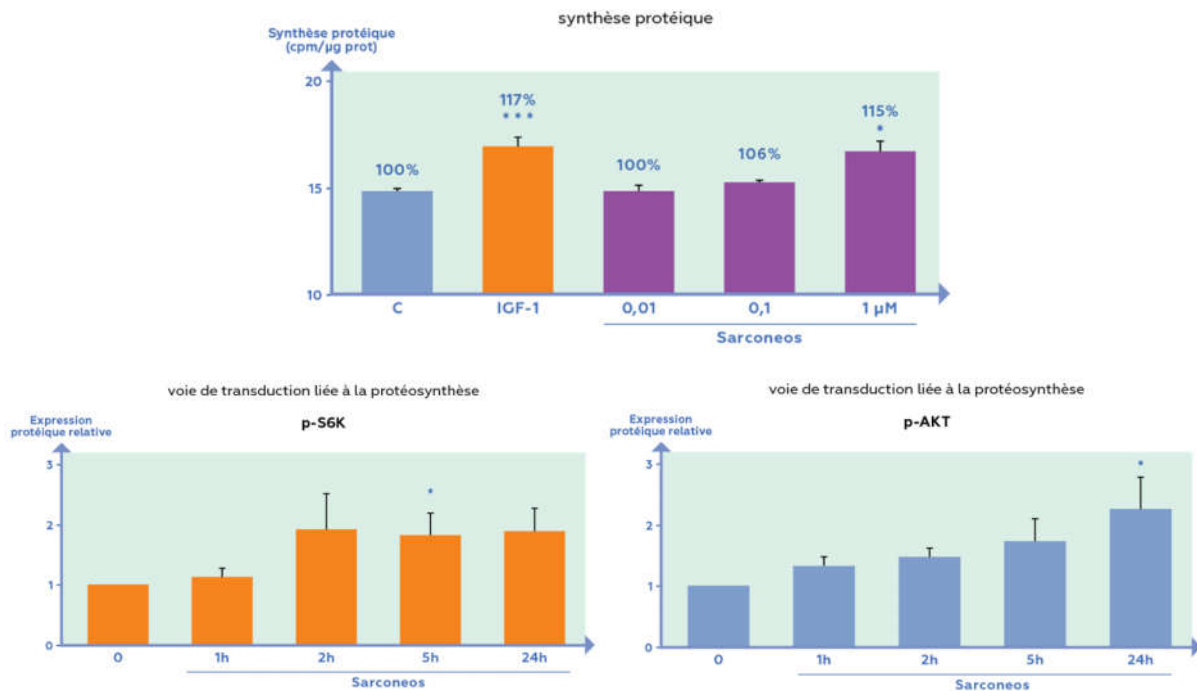 synthèse protéique
Synthèse protéique
(cpm/µg prot)
20
15
10
100%
117%
***
100%
106%
115%
*
C
IGF-1
0,01
0,1
1 µM
Sarconeos
voie de transduction liée à la protéosynthèse
p-S6K
Expression
protéique relative
3
2
1
0
*
0
1h
2h
5h
24h
Sarconeos
voie de transduction liée à la protéosynthèse
p-AKT
Expression
protéique relative
3
2
1
0
*
0
1h
2h
5h
24h
Sarconeos